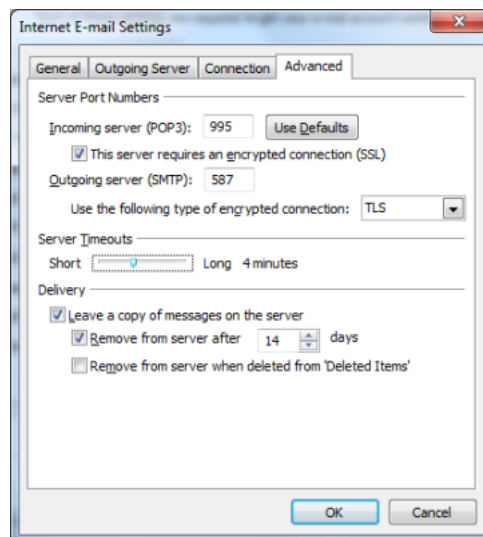 Internet E-mail Settings
General Outgoing Server Connection Advanced
Server Port Numbers
Incoming server (POP3): 995 Use Defaults
This server requires an encrypted connection (SSL)
Outgoing server (SMTP): 587
Use the following type of encrypted connection: TLS
Server Timeouts
Short Long 4 minutes
Delivery
Leave a copy of messages on the server
Remove from server after 14 days
Remove from server when deleted from 'Deleted Items'
OK Cancel